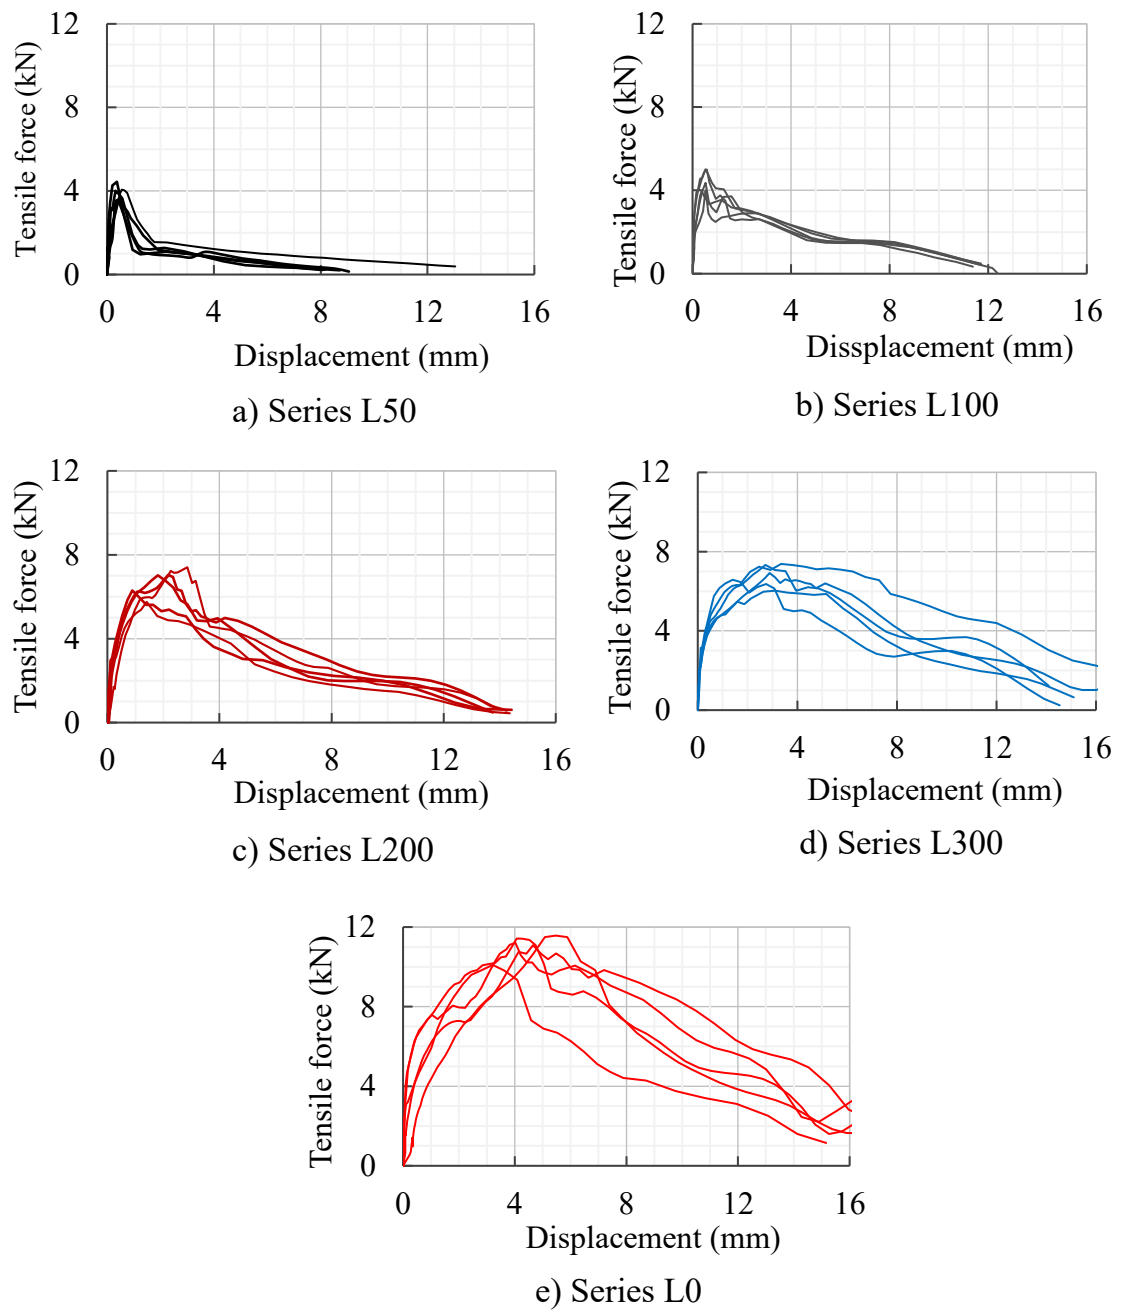 12
8
4
0
Tensile force (kN)
0 4 8 12 16
Displacement (mm)
a) Series L50
12
8
4
0
Tensile force (kN)
0 4 8 12 16
Dissplacement (mm)
b) Series L100
12
8
4
0
Tensile force (kN)
0 4 8 12 16
Displacement (mm)
c) Series L200
12
8
4
0
Tensile force (kN)
0 4 8 12 16
Displacement (mm)
d) Series L300
12
8
4
0
Tensile force (kN)
0 4 8 12 16
Displacement (mm)
e) Series L0